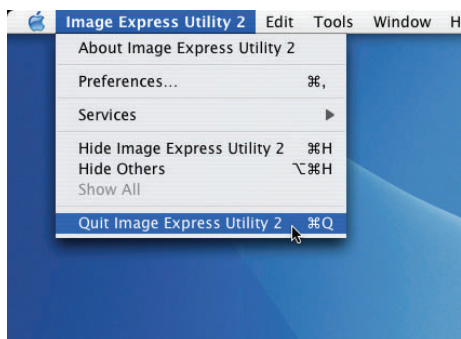 Image Express Utility 2 Edit Tools Window H
About Image Express Utility 2
Preferences... ⌘,
Services ▶
Hide Image Express Utility 2 ⌘H
Hide Others ⌥⌘H
Show All
Quit Image Express Utility 2 ⌘Q